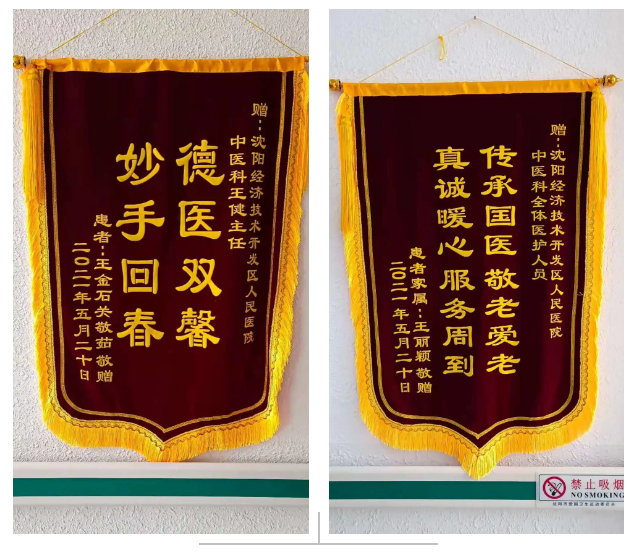 赠：沈阳经济技术开发区人民医院
中医科王健主任
德医双馨
妙手回春
患者：王金石关敬茹敬赠
二〇二一年五月二十日
赠：沈阳经济技术开发区人民医院
中医科全体医护人员
传承国医敬老爱老
真诚暖心服务周到
患者家属：王丽颖敬赠
二〇二一年五月二十日
禁止吸烟
NO SMOKING